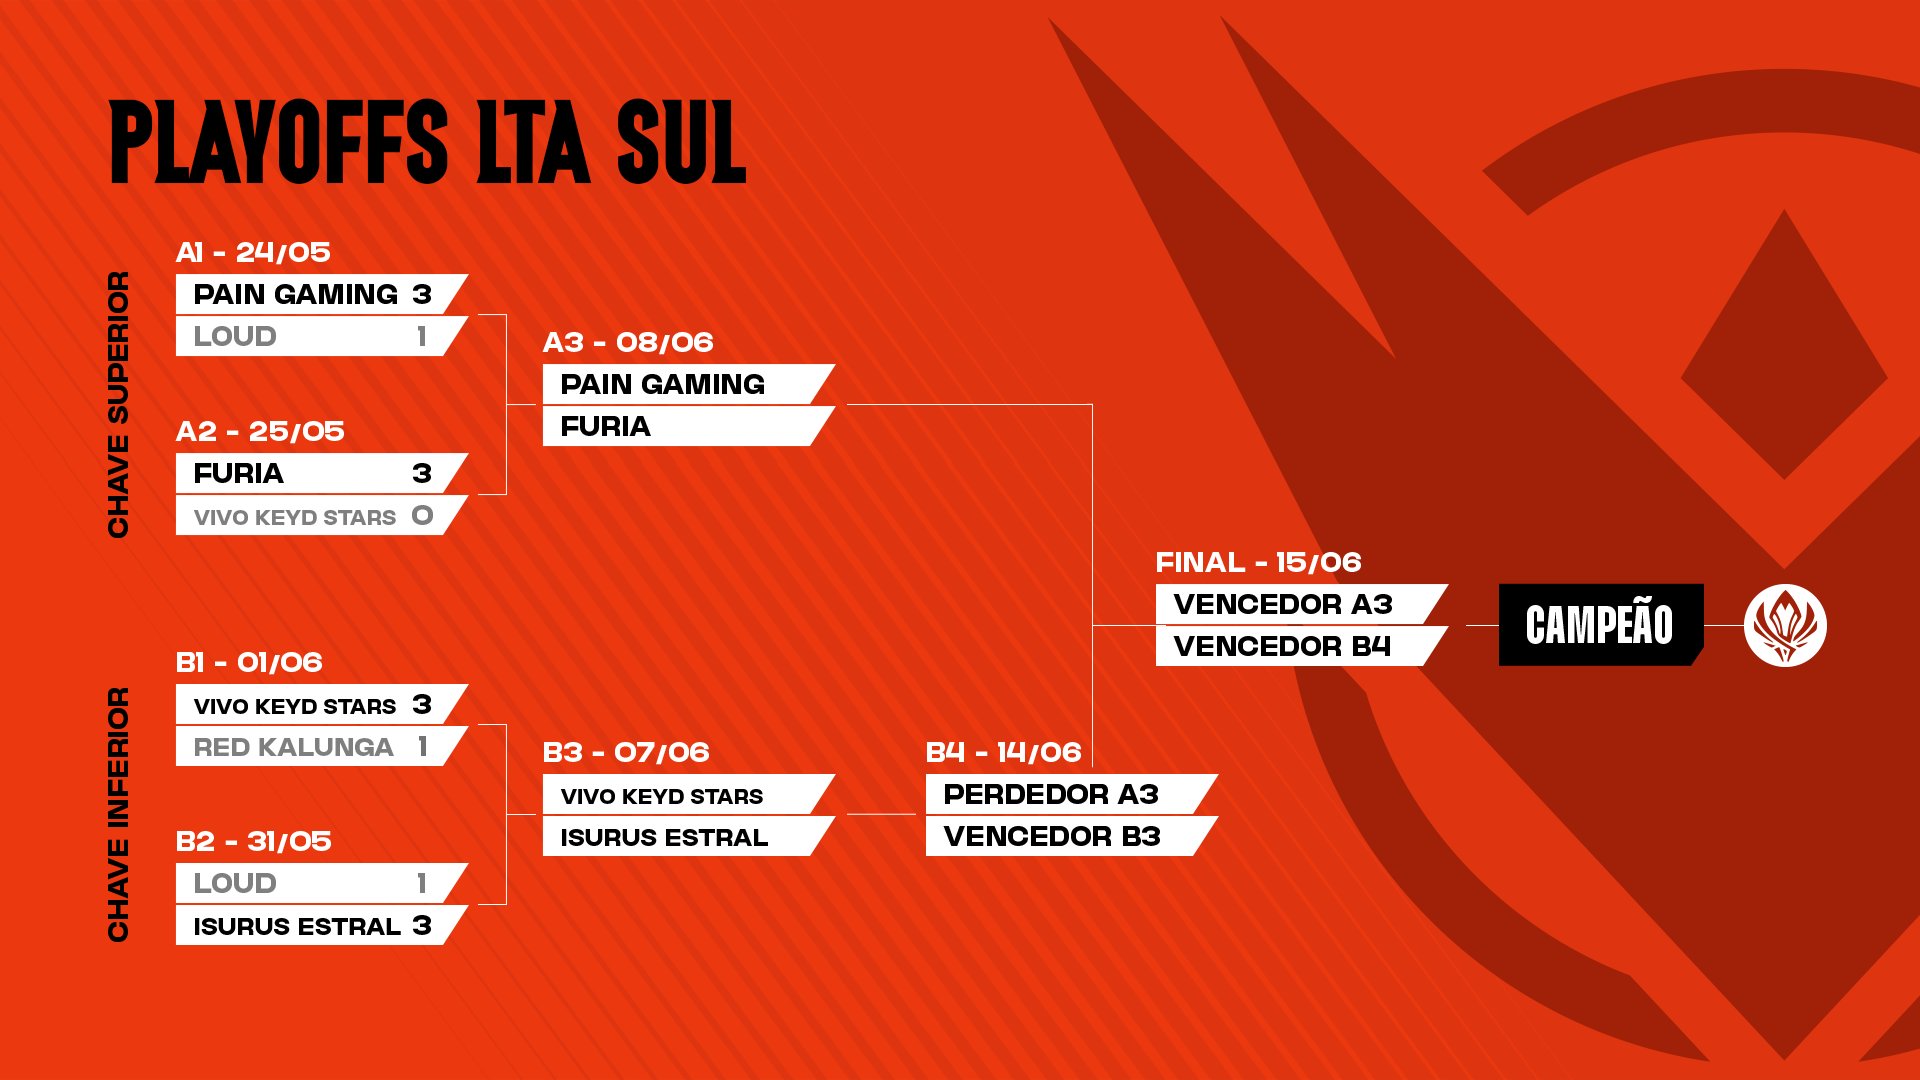 PLAYOFFS LTA SUL
CHAVE SUPERIOR
A1 - 24/05
PAIN GAMING 3
LOUD 1
A2 - 25/05
FURIA 3
VIVO KEYD STARS 0
A3 - 08/06
PAIN GAMING
FURIA
CHAVE INFERIOR
B1 - 01/06
VIVO KEYD STARS 3
RED KALUNGA 1
B2 - 31/05
LOUD 1
ISURUS ESTRAL 3
B3 - 07/06
VIVO KEYD STARS
ISURUS ESTRAL
B4 - 14/06
PERDEDOR A3
VENCEDOR B3
FINAL - 15/06
VENCEDOR A3
VENCEDOR B4
CAMPEÃO